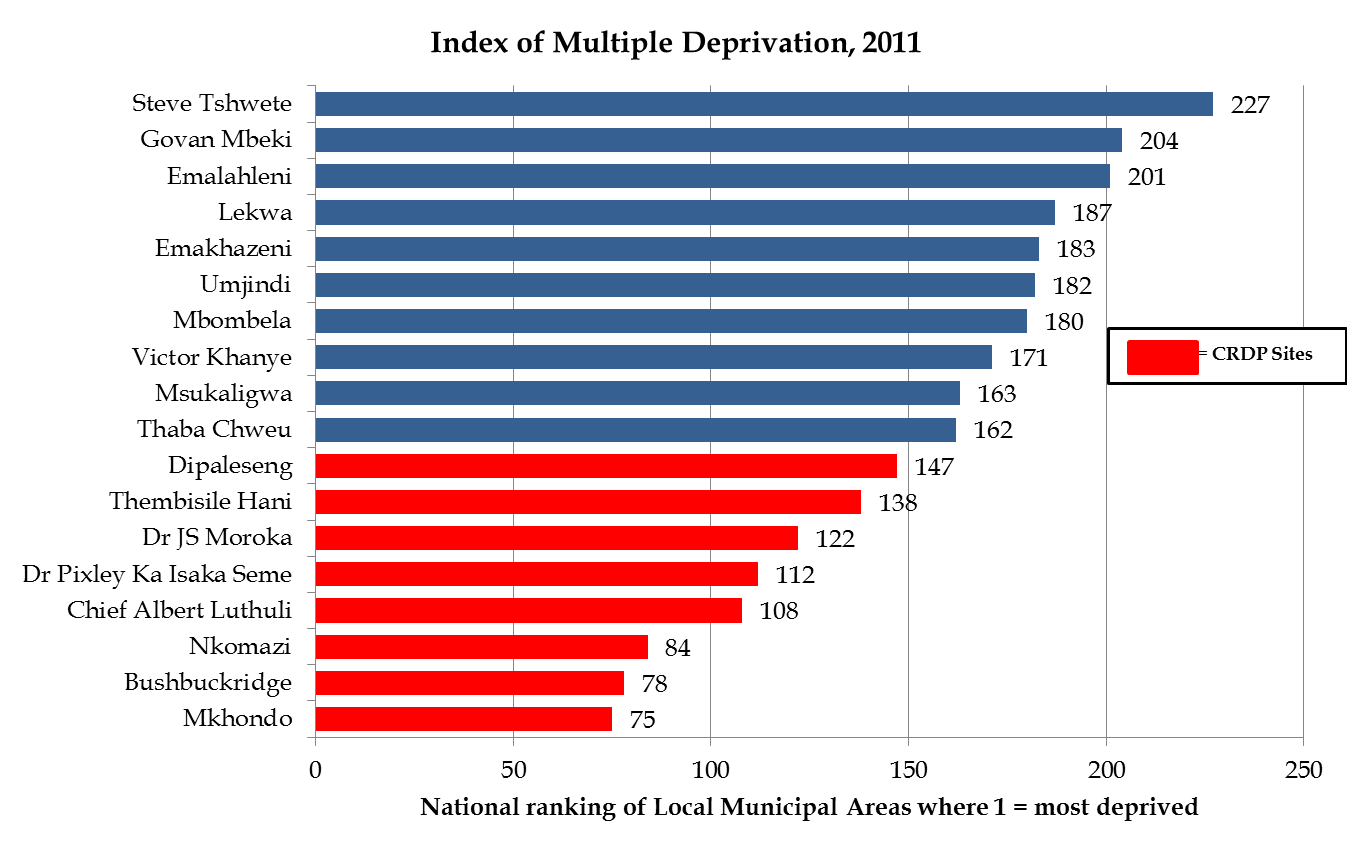 Index of Multiple Deprivation, 2011
Steve Tshwete 227
Govan Mbeki 204
Emalahleni 201
Lekwa 187
Emakhazeni 183
Umjindi 182
Mbombela 180
Victor Khanye 171
= CRDP Sites
Msukaligwa 163
Thaba Chweu 162
Dipaleseng 147
Thembisile Hani 138
Dr JS Moroka 122
Dr Pixley Ka Isaka Seme 112
Chief Albert Luthuli 108
Nkomazi 84
Bushbuckridge 78
Mkhondo 75
0 50 100 150 200 250
National ranking of Local Municipal Areas where 1 = most deprived